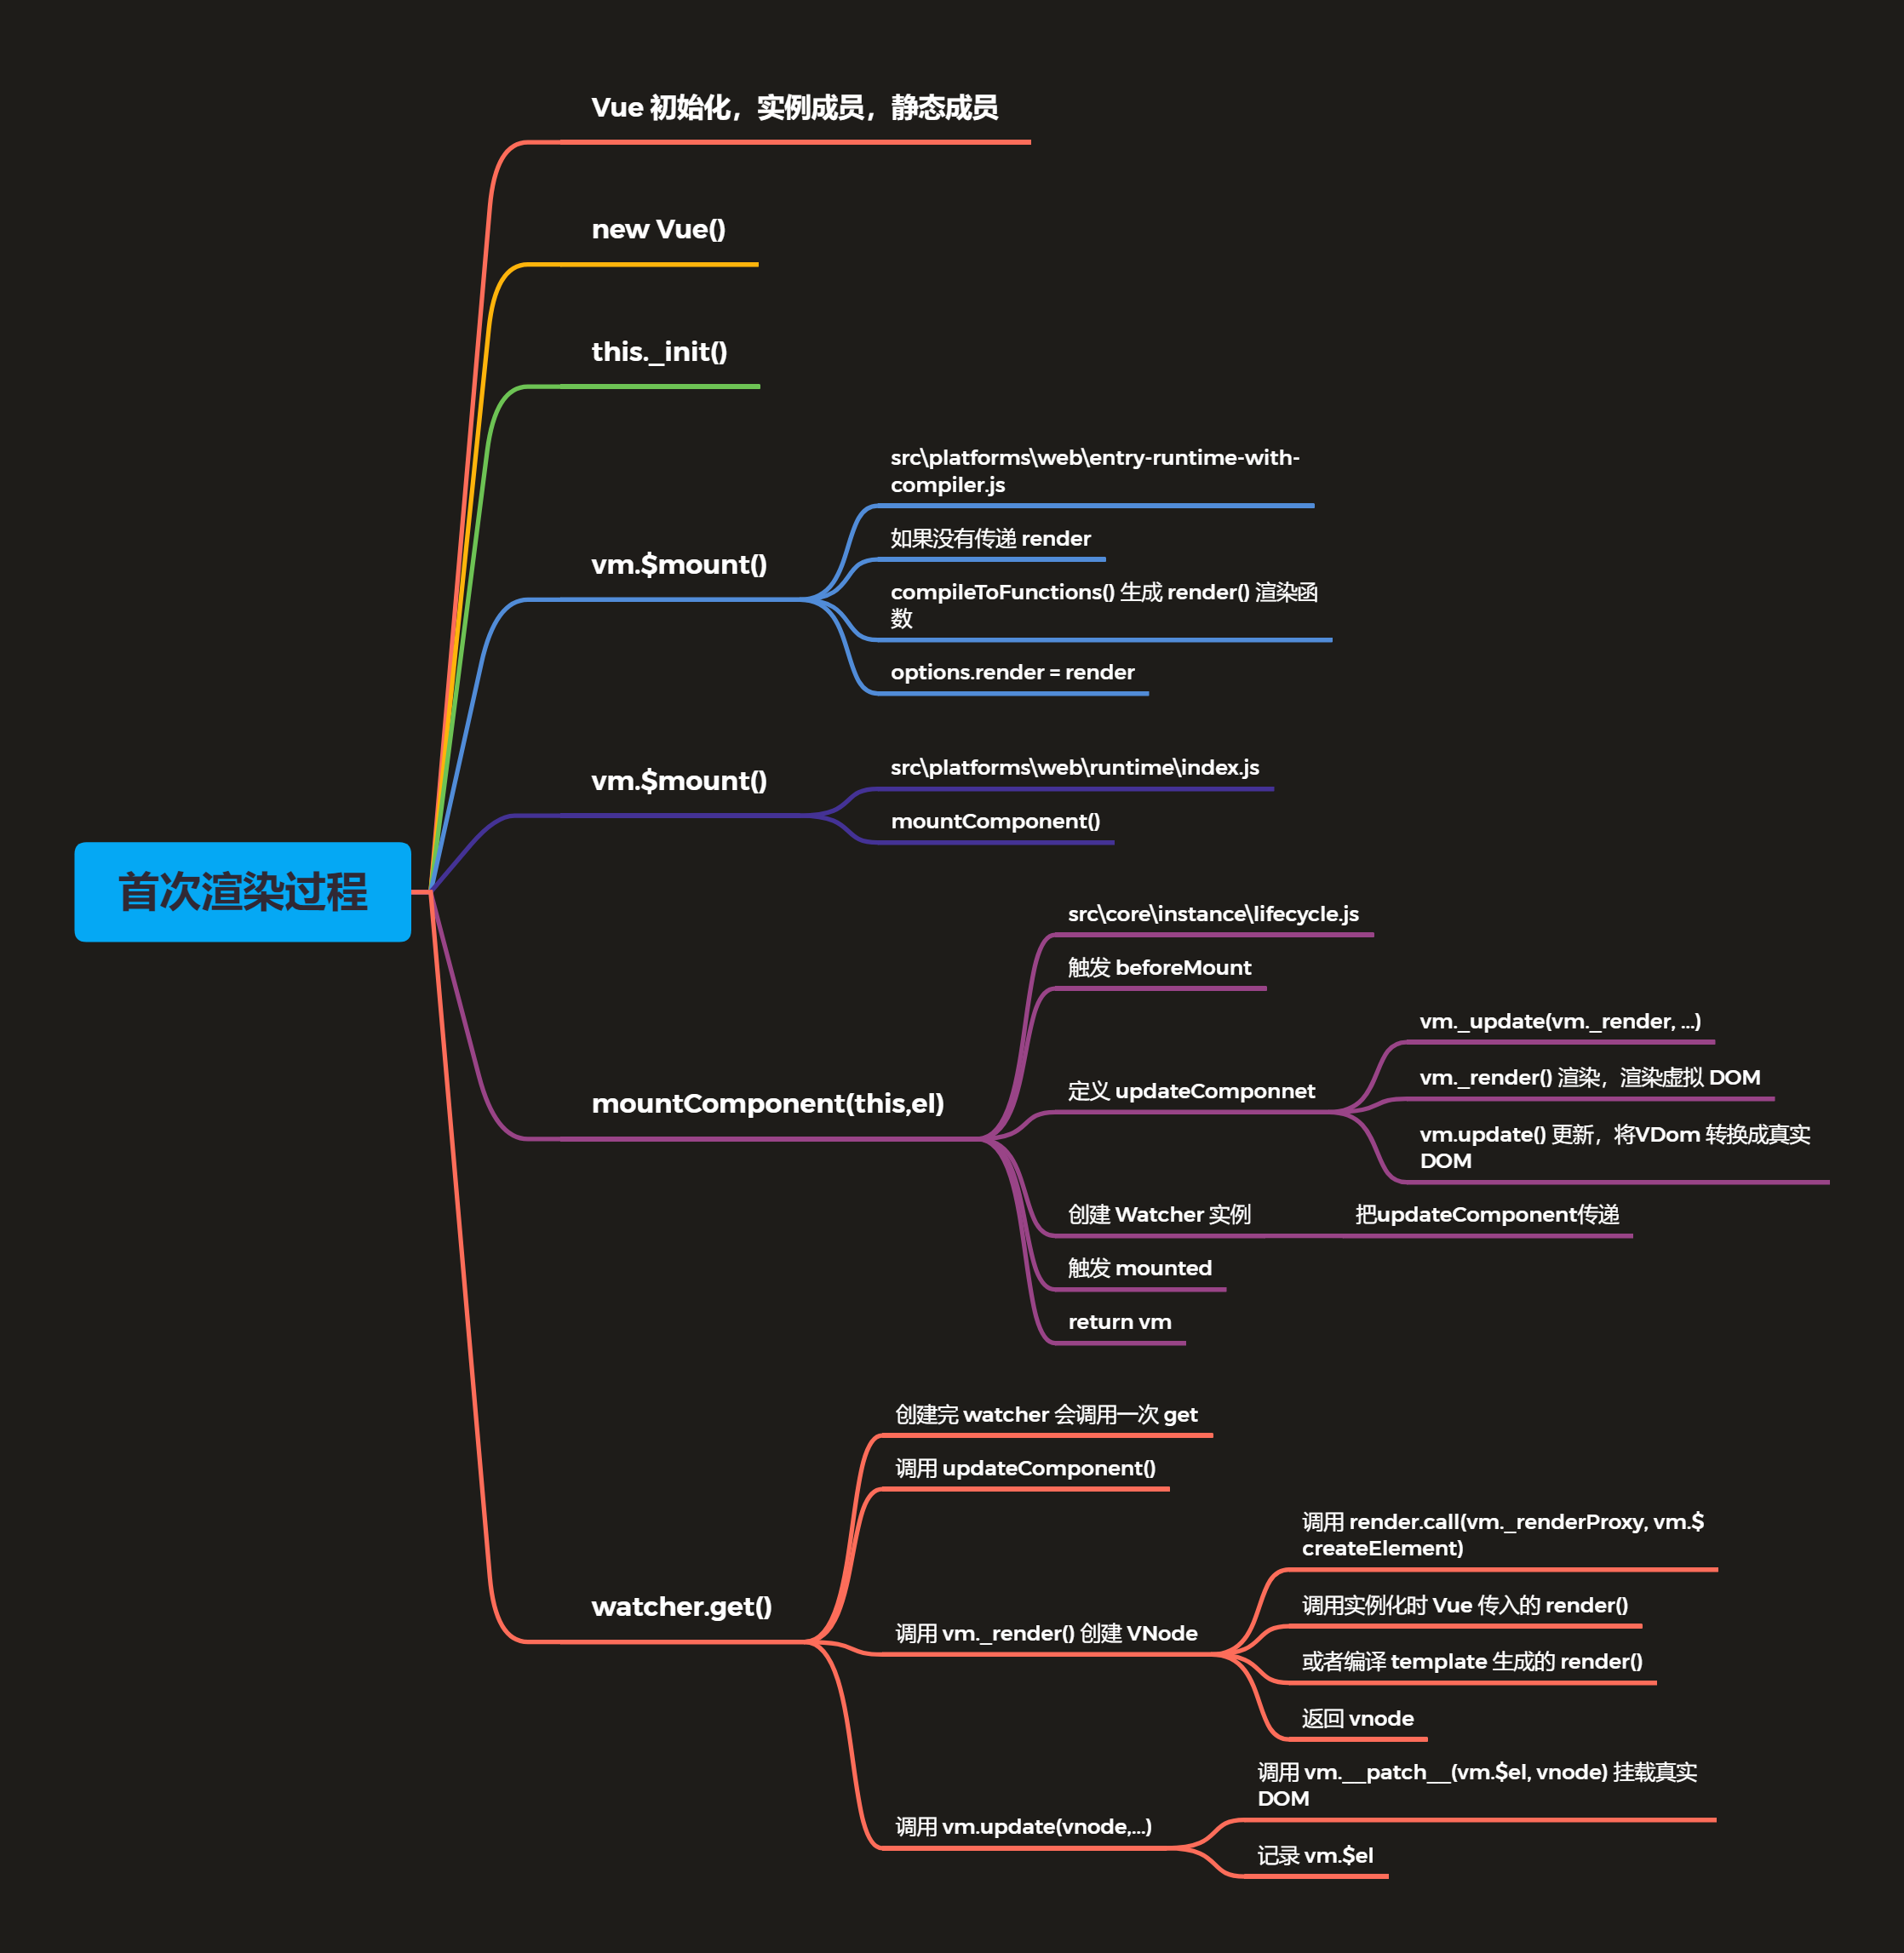 首次渲染过程
Vue 初始化，实例成员，静态成员
new Vue()
this._init()
vm.$mount()
src\platforms\web\entry-runtime-with-
compiler.js
如果没有传递 render
compileToFunctions() 生成 render() 渲染函
数
options.render = render
vm.$mount()
src\platforms\web\runtime\index.js
mountComponent()
mountComponent(this,el)
src\core\instance\lifecycle.js
触发 beforeMount
定义 updateComponnet
vm._update(vm._render, ...)
vm._render() 渲染，渲染虚拟 DOM
vm.update() 更新，将VDom 转换成真实
DOM
创建 Watcher 实例
把updateComponent传递
触发 mounted
return vm
watcher.get()
创建完 watcher 会调用一次 get
调用 updateComponent()
调用 vm._render() 创建 VNode
调用 render.call(vm._renderProxy, vm.$
createElement)
调用实例化时 Vue 传入的 render()
或者编译 template 生成的 render()
返回 vnode
调用 vm.update(vnode,...)
调用 vm.__patch__(vm.$el, vnode) 挂载真实
DOM
记录 vm.$el